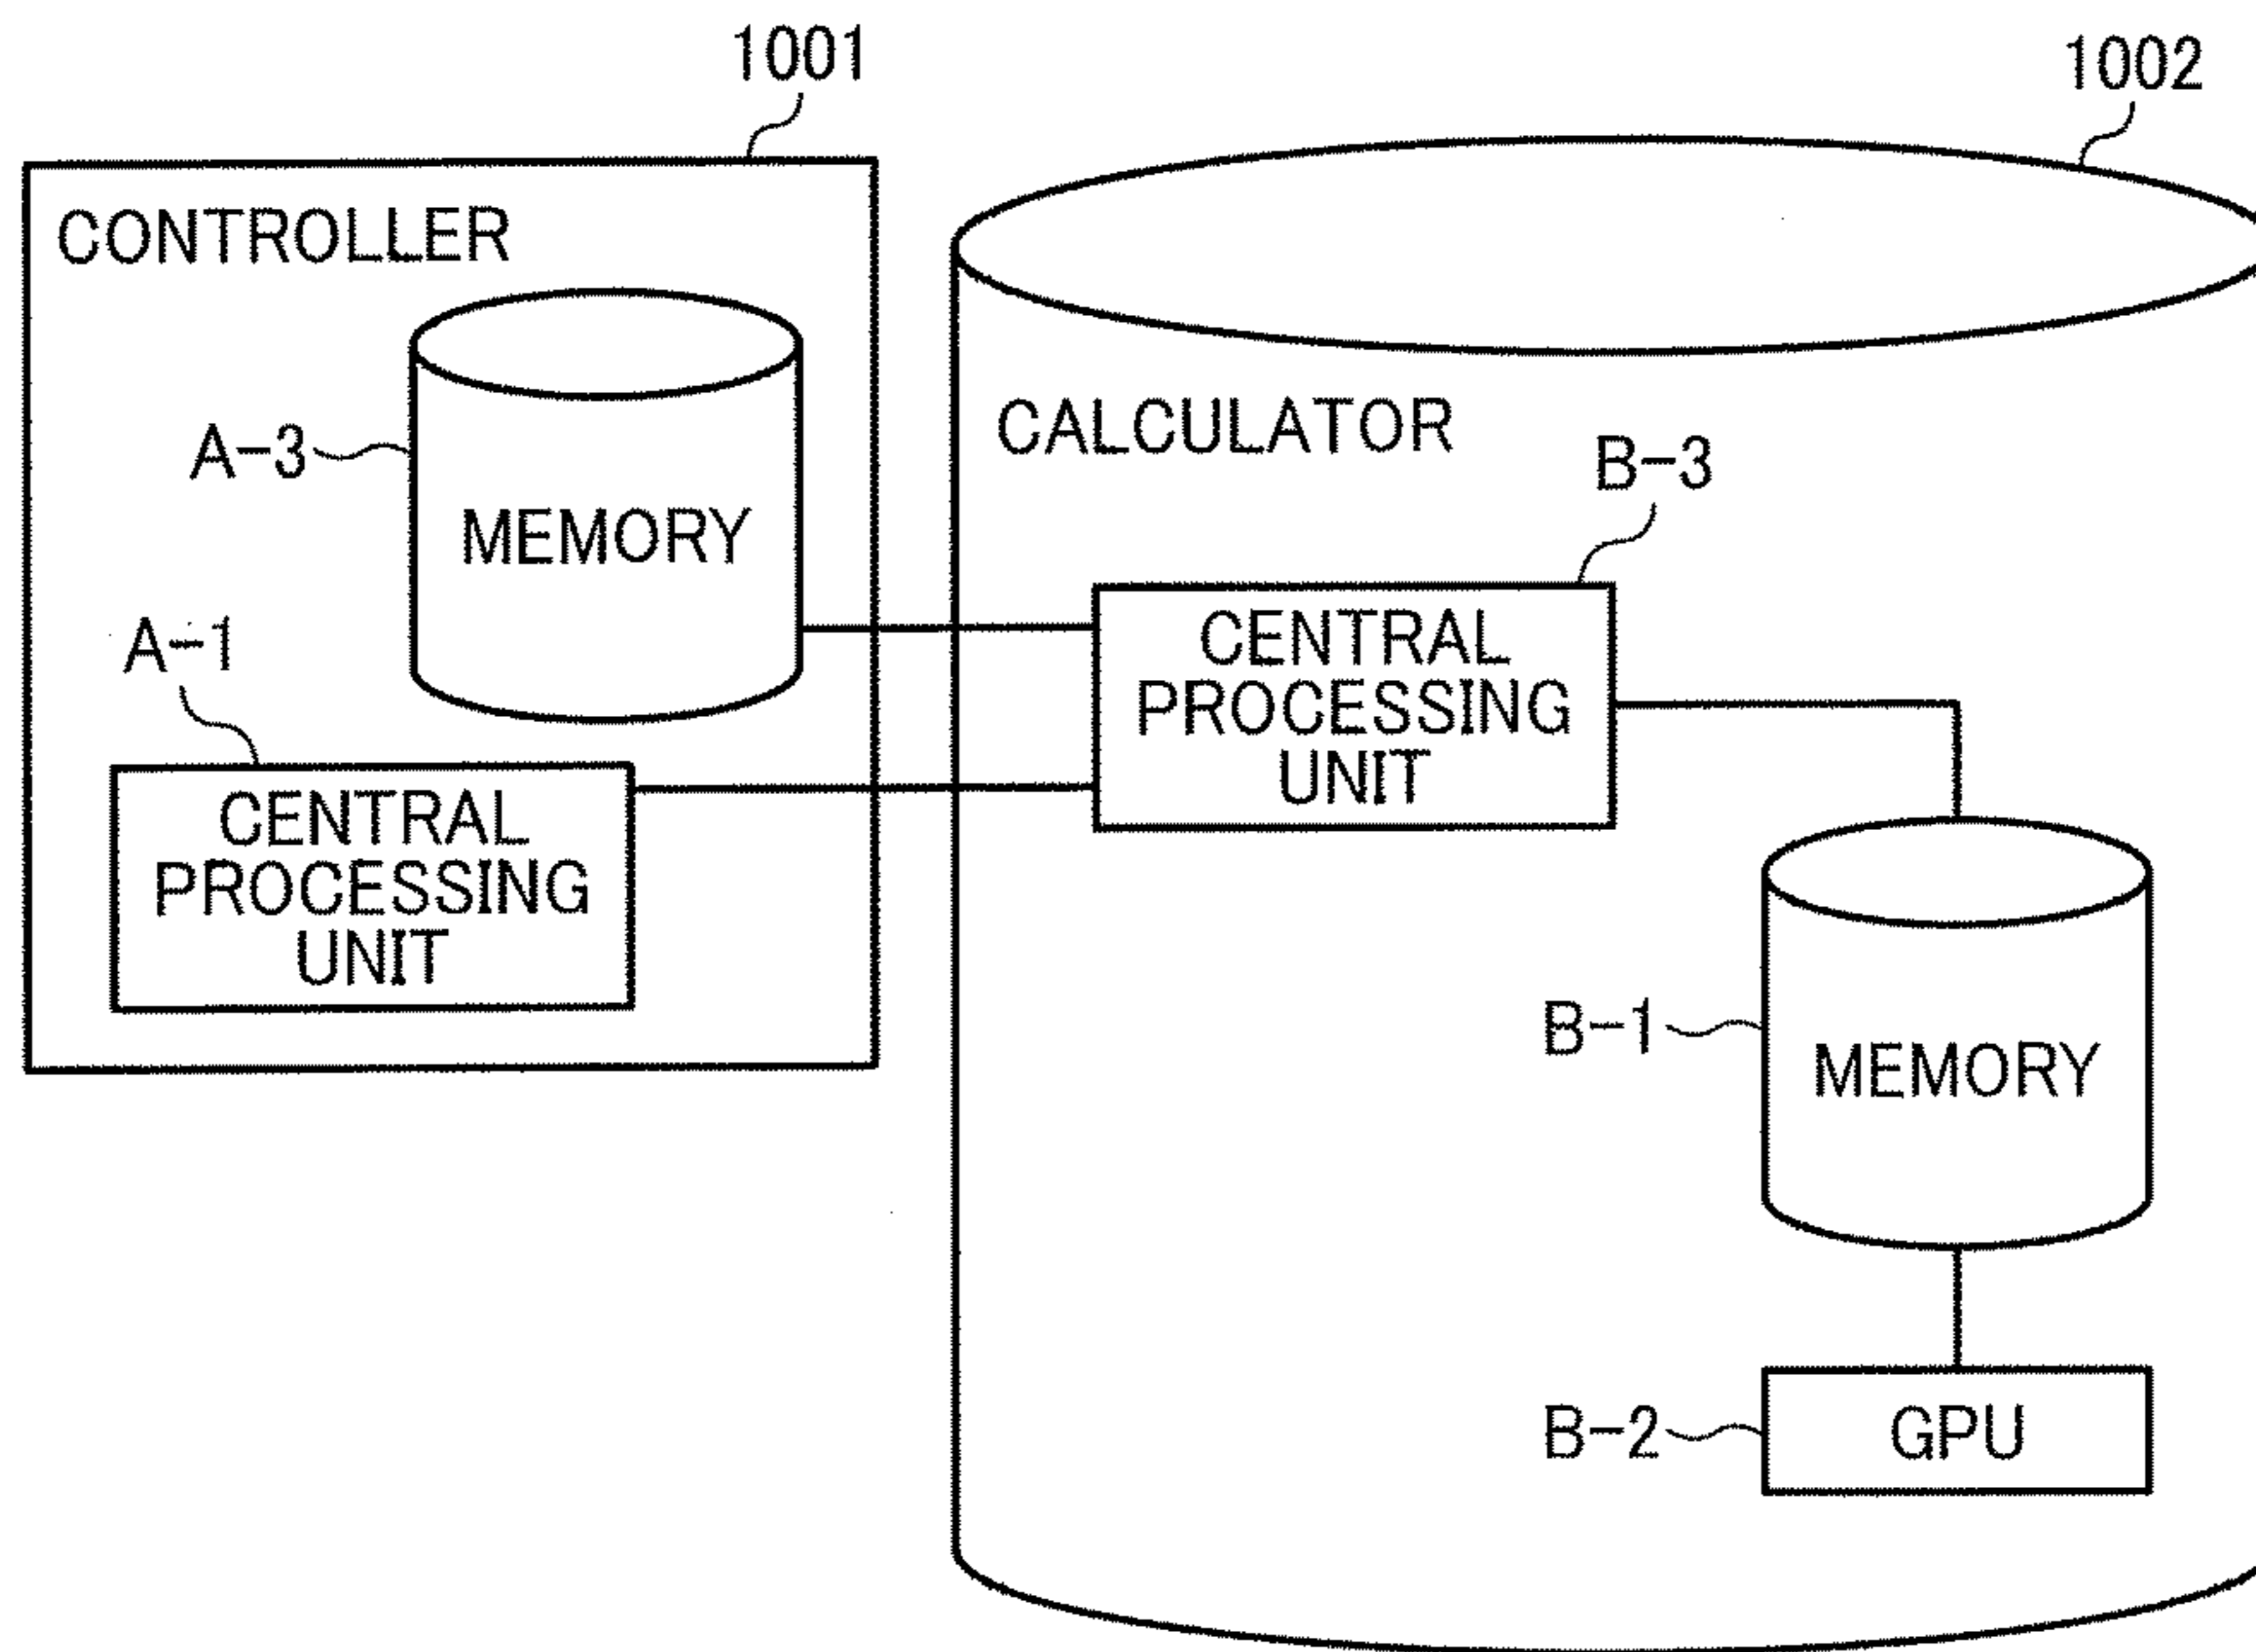 1001
1002
CONTROLLER
A-3
MEMORY
A-1
CENTRAL
PROCESSING
UNIT
CALCULATOR
B-3
CENTRAL
PROCESSING
UNIT
B-1
MEMORY
B-2
GPU